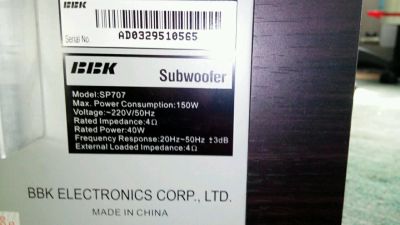 BBK
Serial No.
AD0329510565
BBK Subwoofer
Model:SP707
Max. Power Consumption:150W
Voltage:~220V/50Hz
Rated Impedance:4Ω
Rated Power:40W
Frequency Response:20Hz~50Hz ±3dB
External Loaded Impedance:4Ω
BBK ELECTRONICS CORP., LTD.
MADE IN CHINA